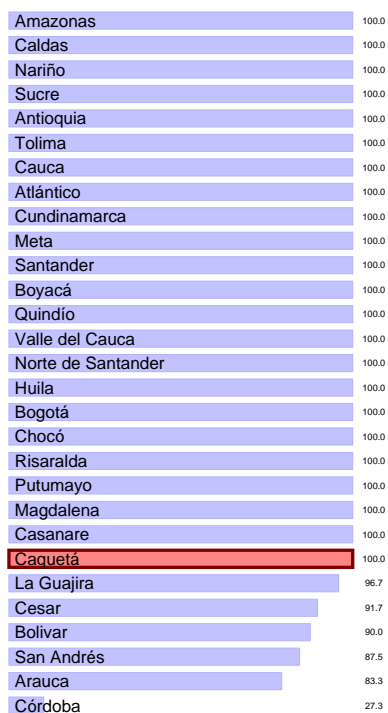 Amazonas 100.0
Caldas 100.0
Nariño 100.0
Sucre 100.0
Antioquia 100.0
Tolima 100.0
Cauca 100.0
Atlántico 100.0
Cundinamarca 100.0
Meta 100.0
Santander 100.0
Boyacá 100.0
Quindío 100.0
Valle del Cauca 100.0
Norte de Santander 100.0
Huila 100.0
Bogotá 100.0
Chocó 100.0
Risaralda 100.0
Putumayo 100.0
Magdalena 100.0
Casanare 100.0
Caquetá 100.0
La Guajira 96.7
Cesar 91.7
Bolivar 90.0
San Andrés 87.5
Arauca 83.3
Córdoba 27.3